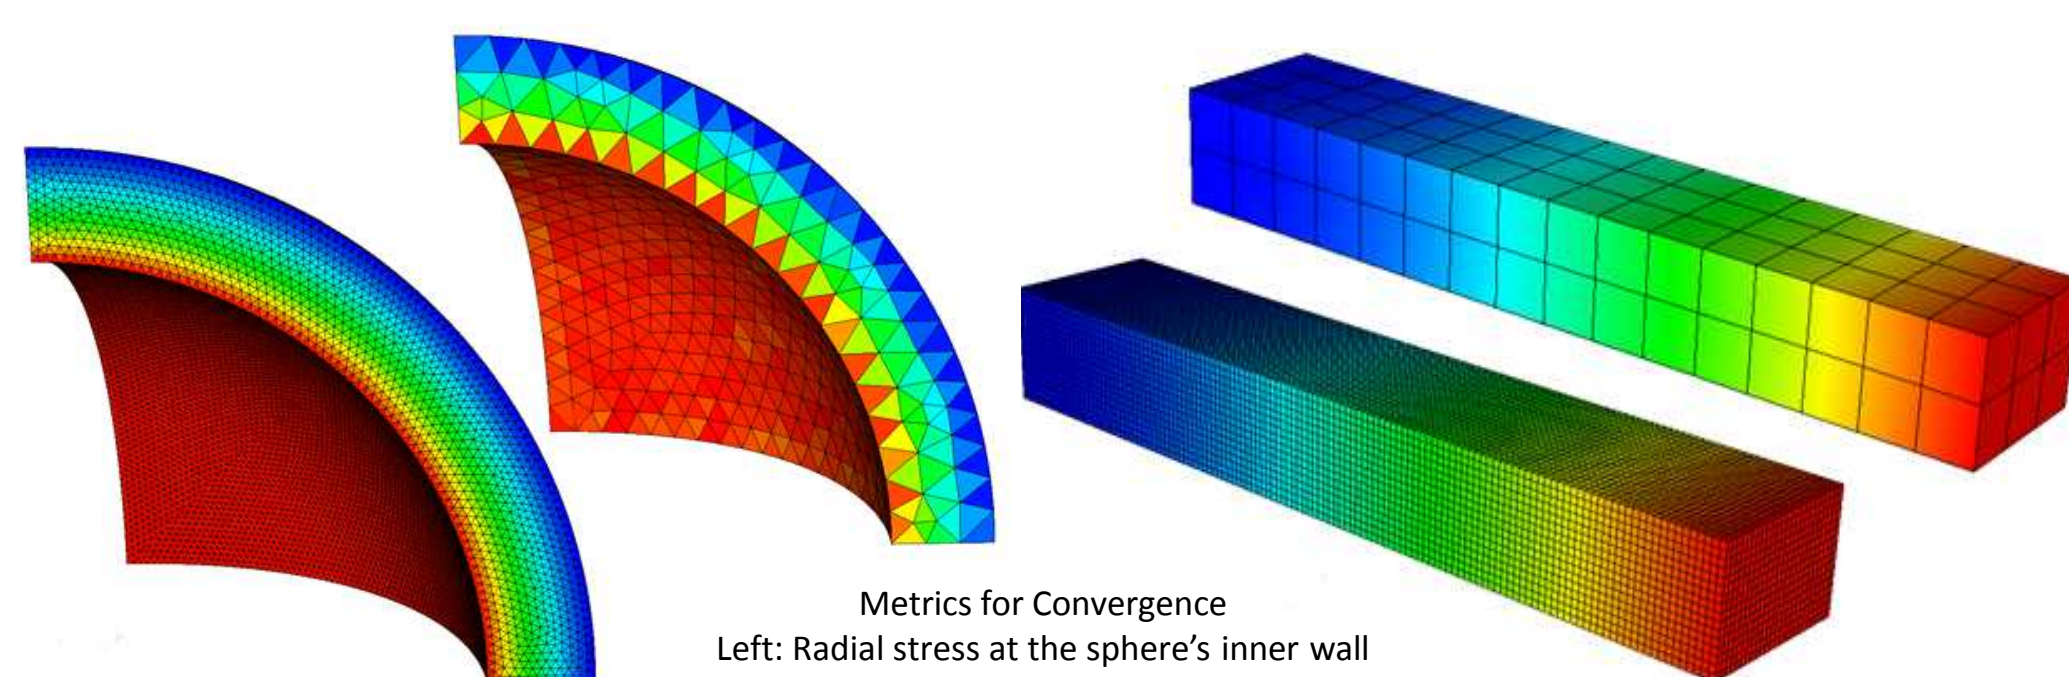 Metrics for Convergence
Left: Radial stress at the sphere’s inner wall